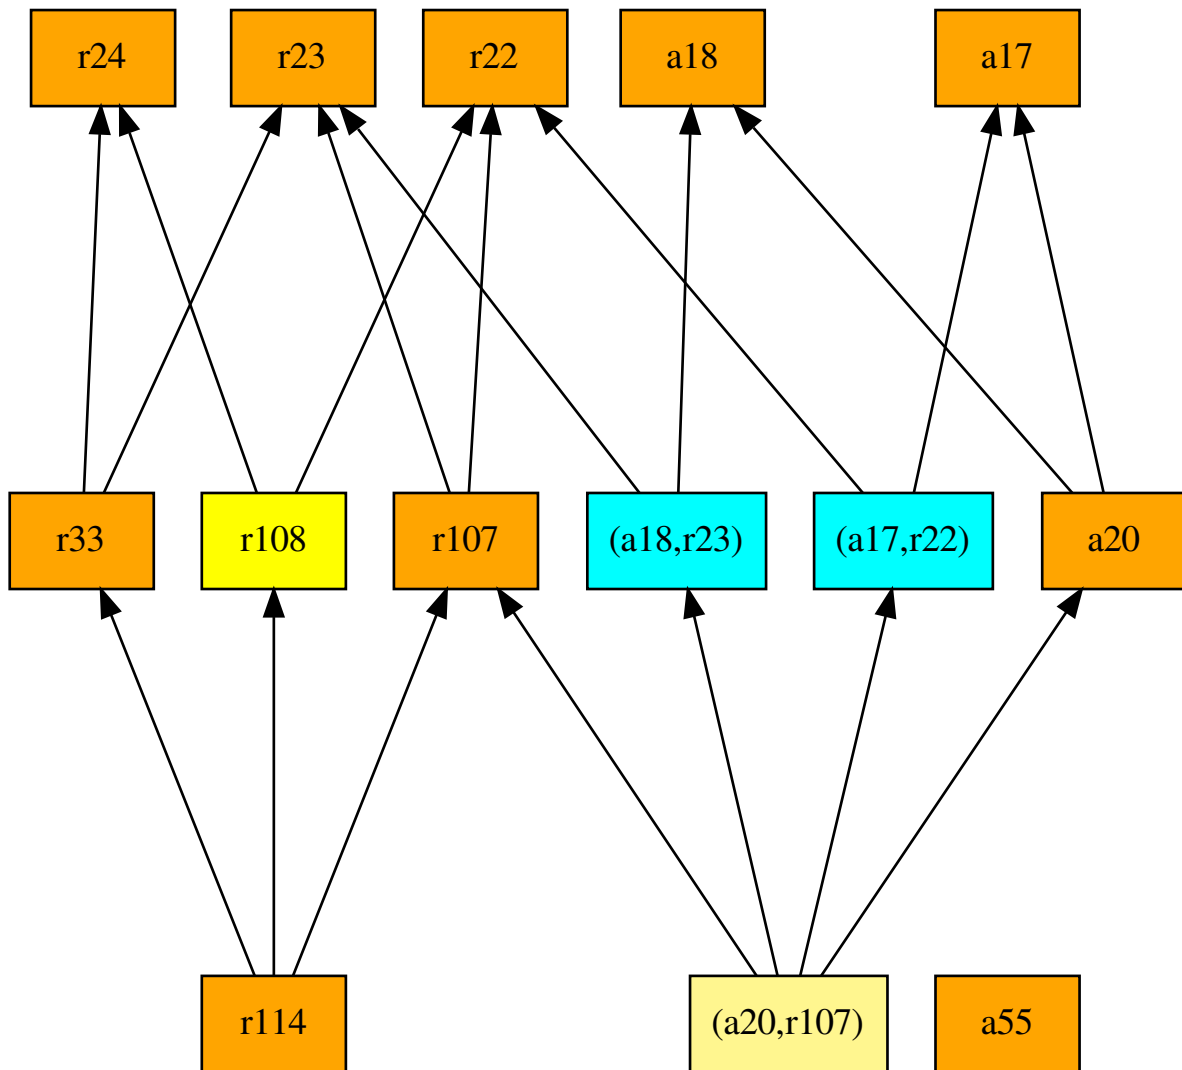 r24
r23
r22
a18
a17
r33
r108
r107
(a18,r23)
(a17,r22)
a20
r114
(a20,r107)
a55